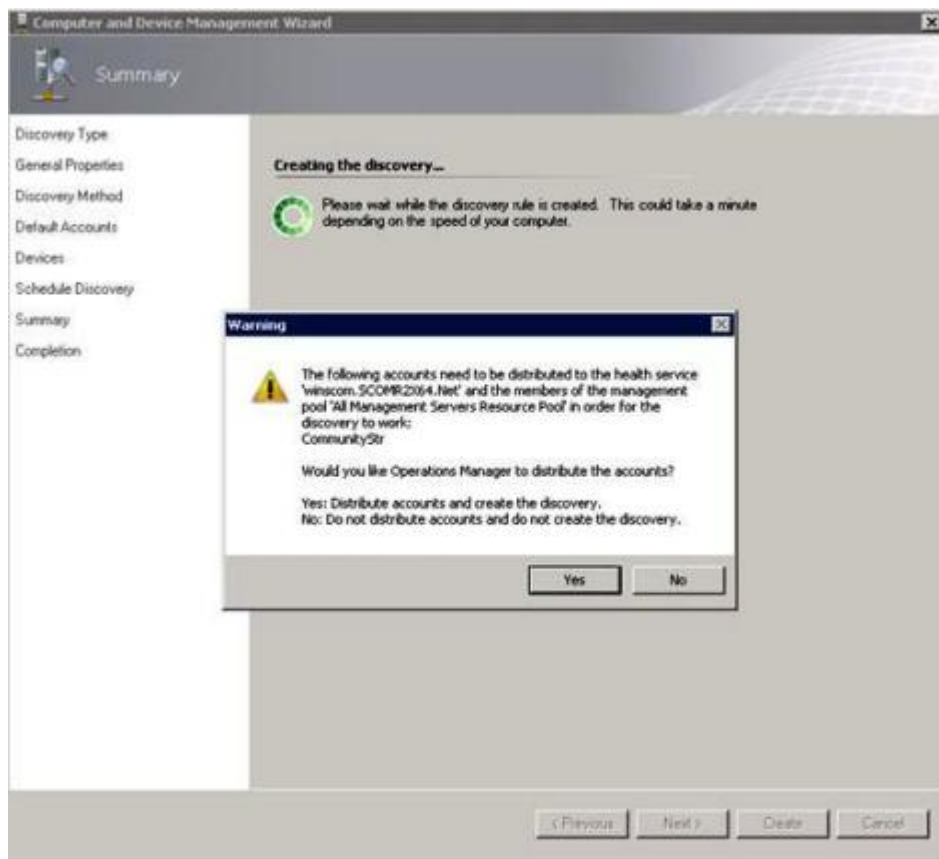 Computer and Device Management Wizard
Summary
Discovery Type
General Properties
Discovery Method
Default Accounts
Devices
Schedule Discovery
Summary
Completion
Creating the discovery...
Please wait while the discovery rule is created. This could take a minute
depending on the speed of your computer.
Warning
The following accounts need to be distributed to the health service
'winscom.SCOMR2X64.Net' and the members of the management
pool 'All Management Servers Resource Pool' in order for the
discovery to work:
CommunityStr
Would you like Operations Manager to distribute the accounts?
Yes: Distribute accounts and create the discovery.
No: Do not distribute accounts and do not create the discovery.
Yes
No
< Previous
Next >
Create
Cancel